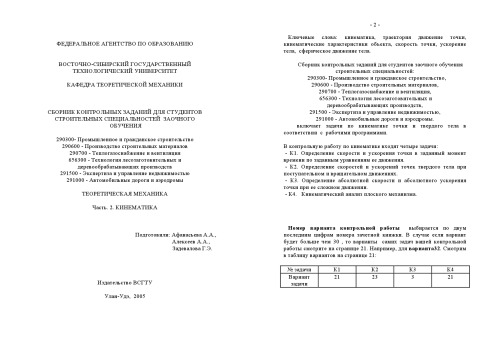 ФЕДЕРАЛЬНОЕ АГЕНТСТВО ПО ОБРАЗОВАНИЮ
ВОСТОЧНО-СИБИРСКИЙ ГОСУДАРСТВЕННЫЙ
ТЕХНОЛОГИЧЕСКИЙ УНИВЕРСИТЕТ
КАФЕДРА ТЕОРЕТИЧЕСКОЙ МЕХАНИКИ
СБОРНИК КОНТРОЛЬНЫХ ЗАДАНИЙ ДЛЯ СТУДЕНТОВ
СТРОИТЕЛЬНЫХ СПЕЦИАЛЬНОСТЕЙ ЗАОЧНОГО
ОБУЧЕНИЯ
290300- Промышленное и гражданское строительство
290600 - Производство строительных материалов
290700 - Теплогазоснабжение и вентиляция
656300 - Технология лесозаготовительных и
деревообрабатывающих производств
291500 - Экспертиза и управление недвижимостью
291000 - Автомобильные дороги и аэродромы
ТЕОРЕТИЧЕСКАЯ МЕХАНИКА
Часть. 2. КИНЕМАТИКА
Подготовили: Афанасьева А.А.,
Алексеев А.А.,
Задевалова Г.Э.
Издательство ВСГТУ
Улан-Удэ, 2005
- 2 -
Ключевые слова: кинематика, траектория движение точки,
кинематические характеристики объекта, скорость точки, ускорение
тела, сферическое движение тела.
Сборник контрольных заданий для студентов заочного обучения
строительных специальностей:
290300- Промышленное и гражданское строительство,
290600 - Производство строительных материалов,
290700 - Теплогазоснабжение и вентиляция,
656300 - Технология лесозаготовительных и
деревообрабатывающих производств,
291500 - Экспертиза и управление недвижимостью,
291000 - Автомобильные дороги и аэродромы
включает задачи по кинематике точки и твердого тела в
соответствии с рабочими программами.
В контрольную работу по кинематике входят четыре задачи:
- К1. Определение скорости и ускорения точки в заданный момент
времени по заданным уравнениям ее движения.
- К2. Определение скоростей и ускорений точек твердого тела при
поступательном и вращательном движениях.
- К3. Определение абсолютной скорости и абсолютного ускорения
точки при ее сложном движении.
- К4. Кинематический анализ плоского механизма.
Номер варианта контрольной работы выбирается по двум
последним цифрам номера зачетной книжки. В случае если вариант
будет больше чем 30 , то варианты самих задач вашей контрольной
работы смотрите на странице 21. Например, для варианта32. Смотрим
в таблицу вариантов на странице 21:
№ задачи К1 К2 К3 К4
Вариант 21 23 3 21
задачи